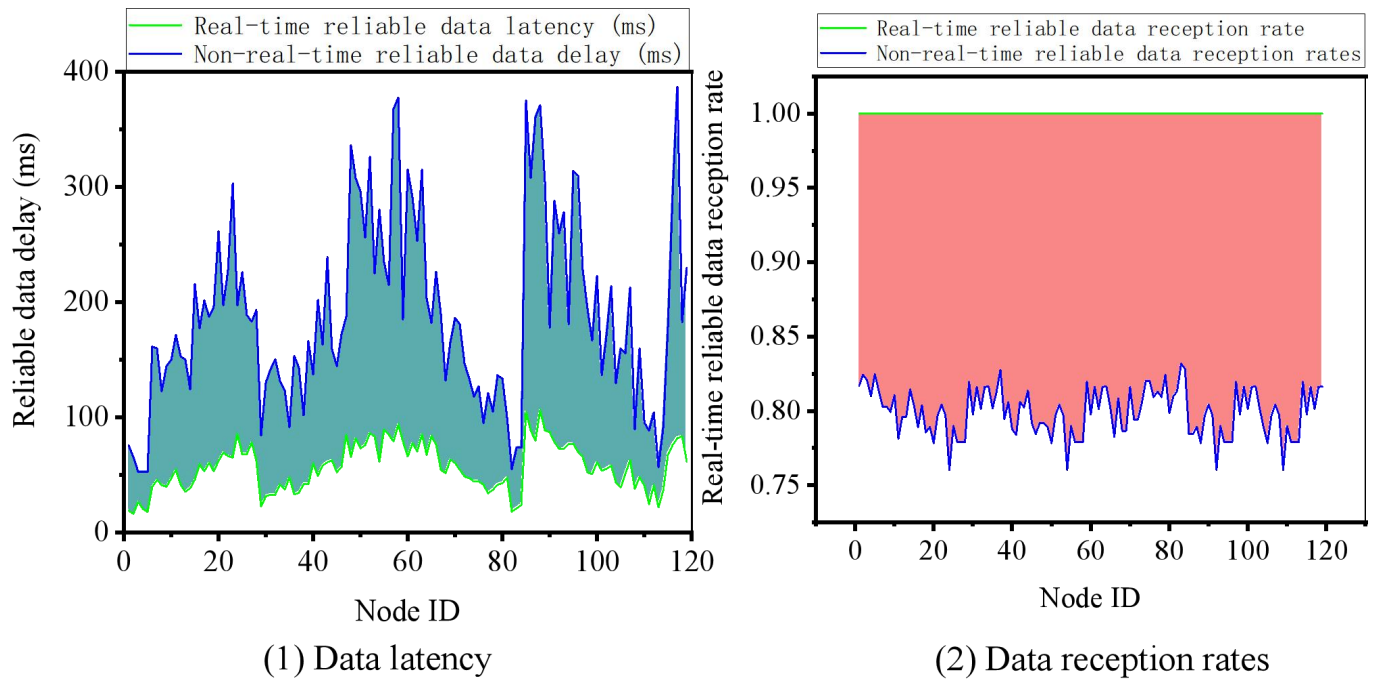 Real-time reliable data latency (ms)
Non-real-time reliable data delay (ms)
400
300
200
100
0
Reliable data delay (ms)
0
20
40
60
80
100
120
Node ID
(1) Data latency
Real-time reliable data reception rate
Non-real-time reliable data reception rates
1.00
0.95
0.90
0.85
0.80
0.75
Real-time reliable data reception rate
0
20
40
60
80
100
120
Node ID
(2) Data reception rates